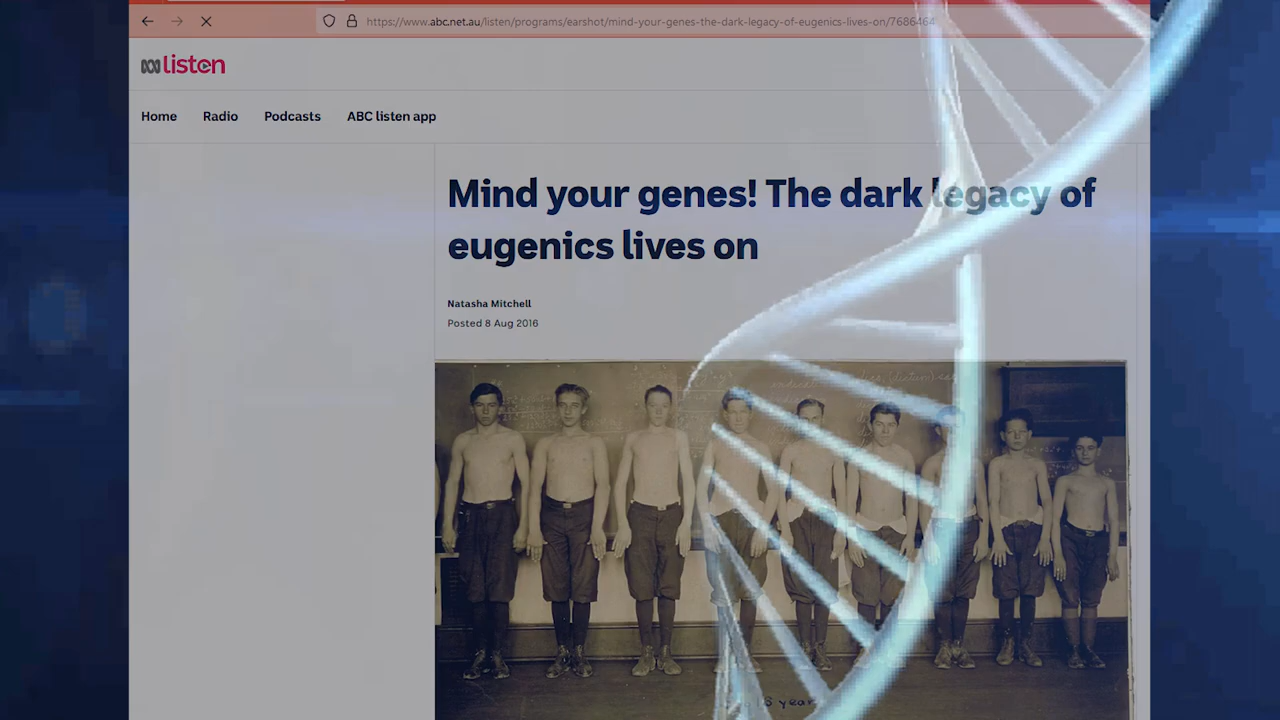 https://www.abc.net.au/listen/programs/earshot/mind-your-genes-the-dark-legacy-of-eugenics-lives-on/7686464
listen
Home Radio Podcasts ABC listen app
Mind your genes! The dark legacy of
eugenics lives on
Natasha Mitchell
Posted 8 Aug 2016